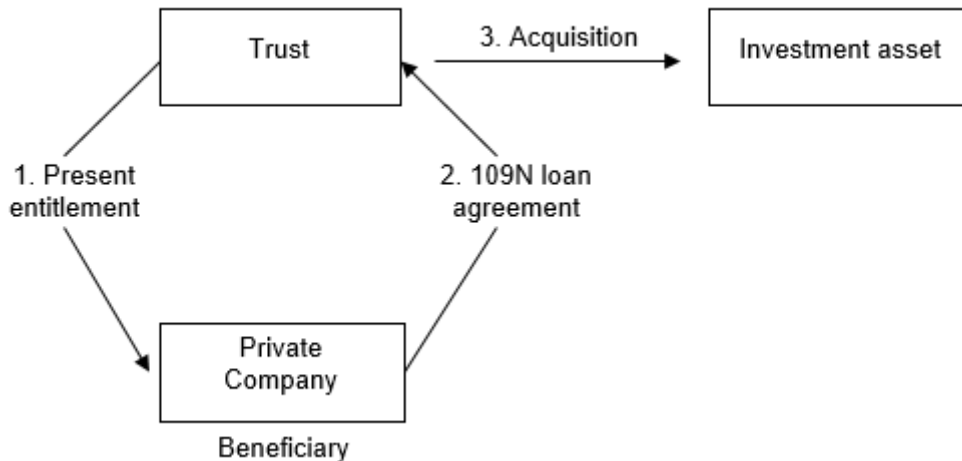 Trust
3. Acquisition
Investment asset
1. Present
entitlement
2. 109N loan
agreement
Private
Company
Beneficiary